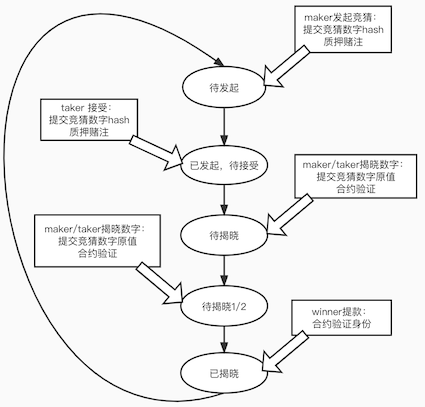 maker发起竞猜：
提交竞猜数字hash
质押赌注
待发起
taker 接受：
提交竞猜数字hash
质押赌注
已发起，待接受
maker/taker揭晓数字：
提交竞猜数字原值
合约验证
待揭晓
maker/taker揭晓数字：
提交竞猜数字原值
合约验证
待揭晓1/2
winner提款：
合约验证身份
已揭晓